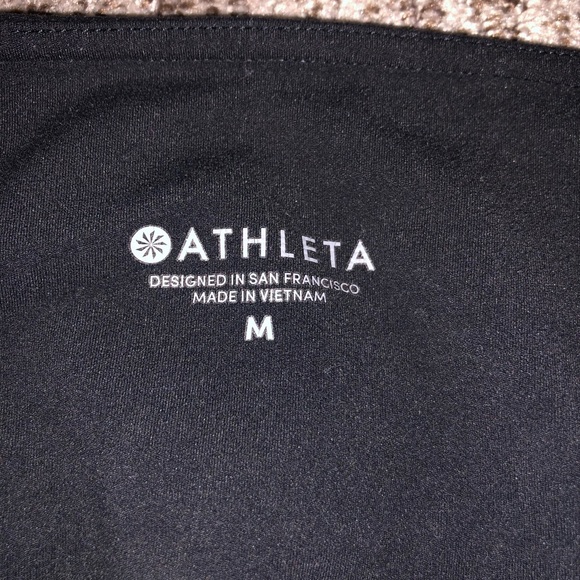 ATHLETA
DESIGNED IN SAN FRANCISCO
MADE IN VIETNAM
M